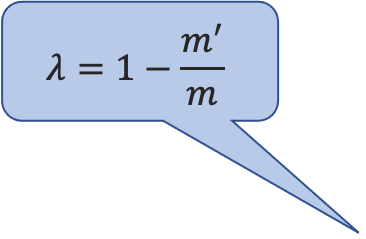 λ = 1 − m′/m